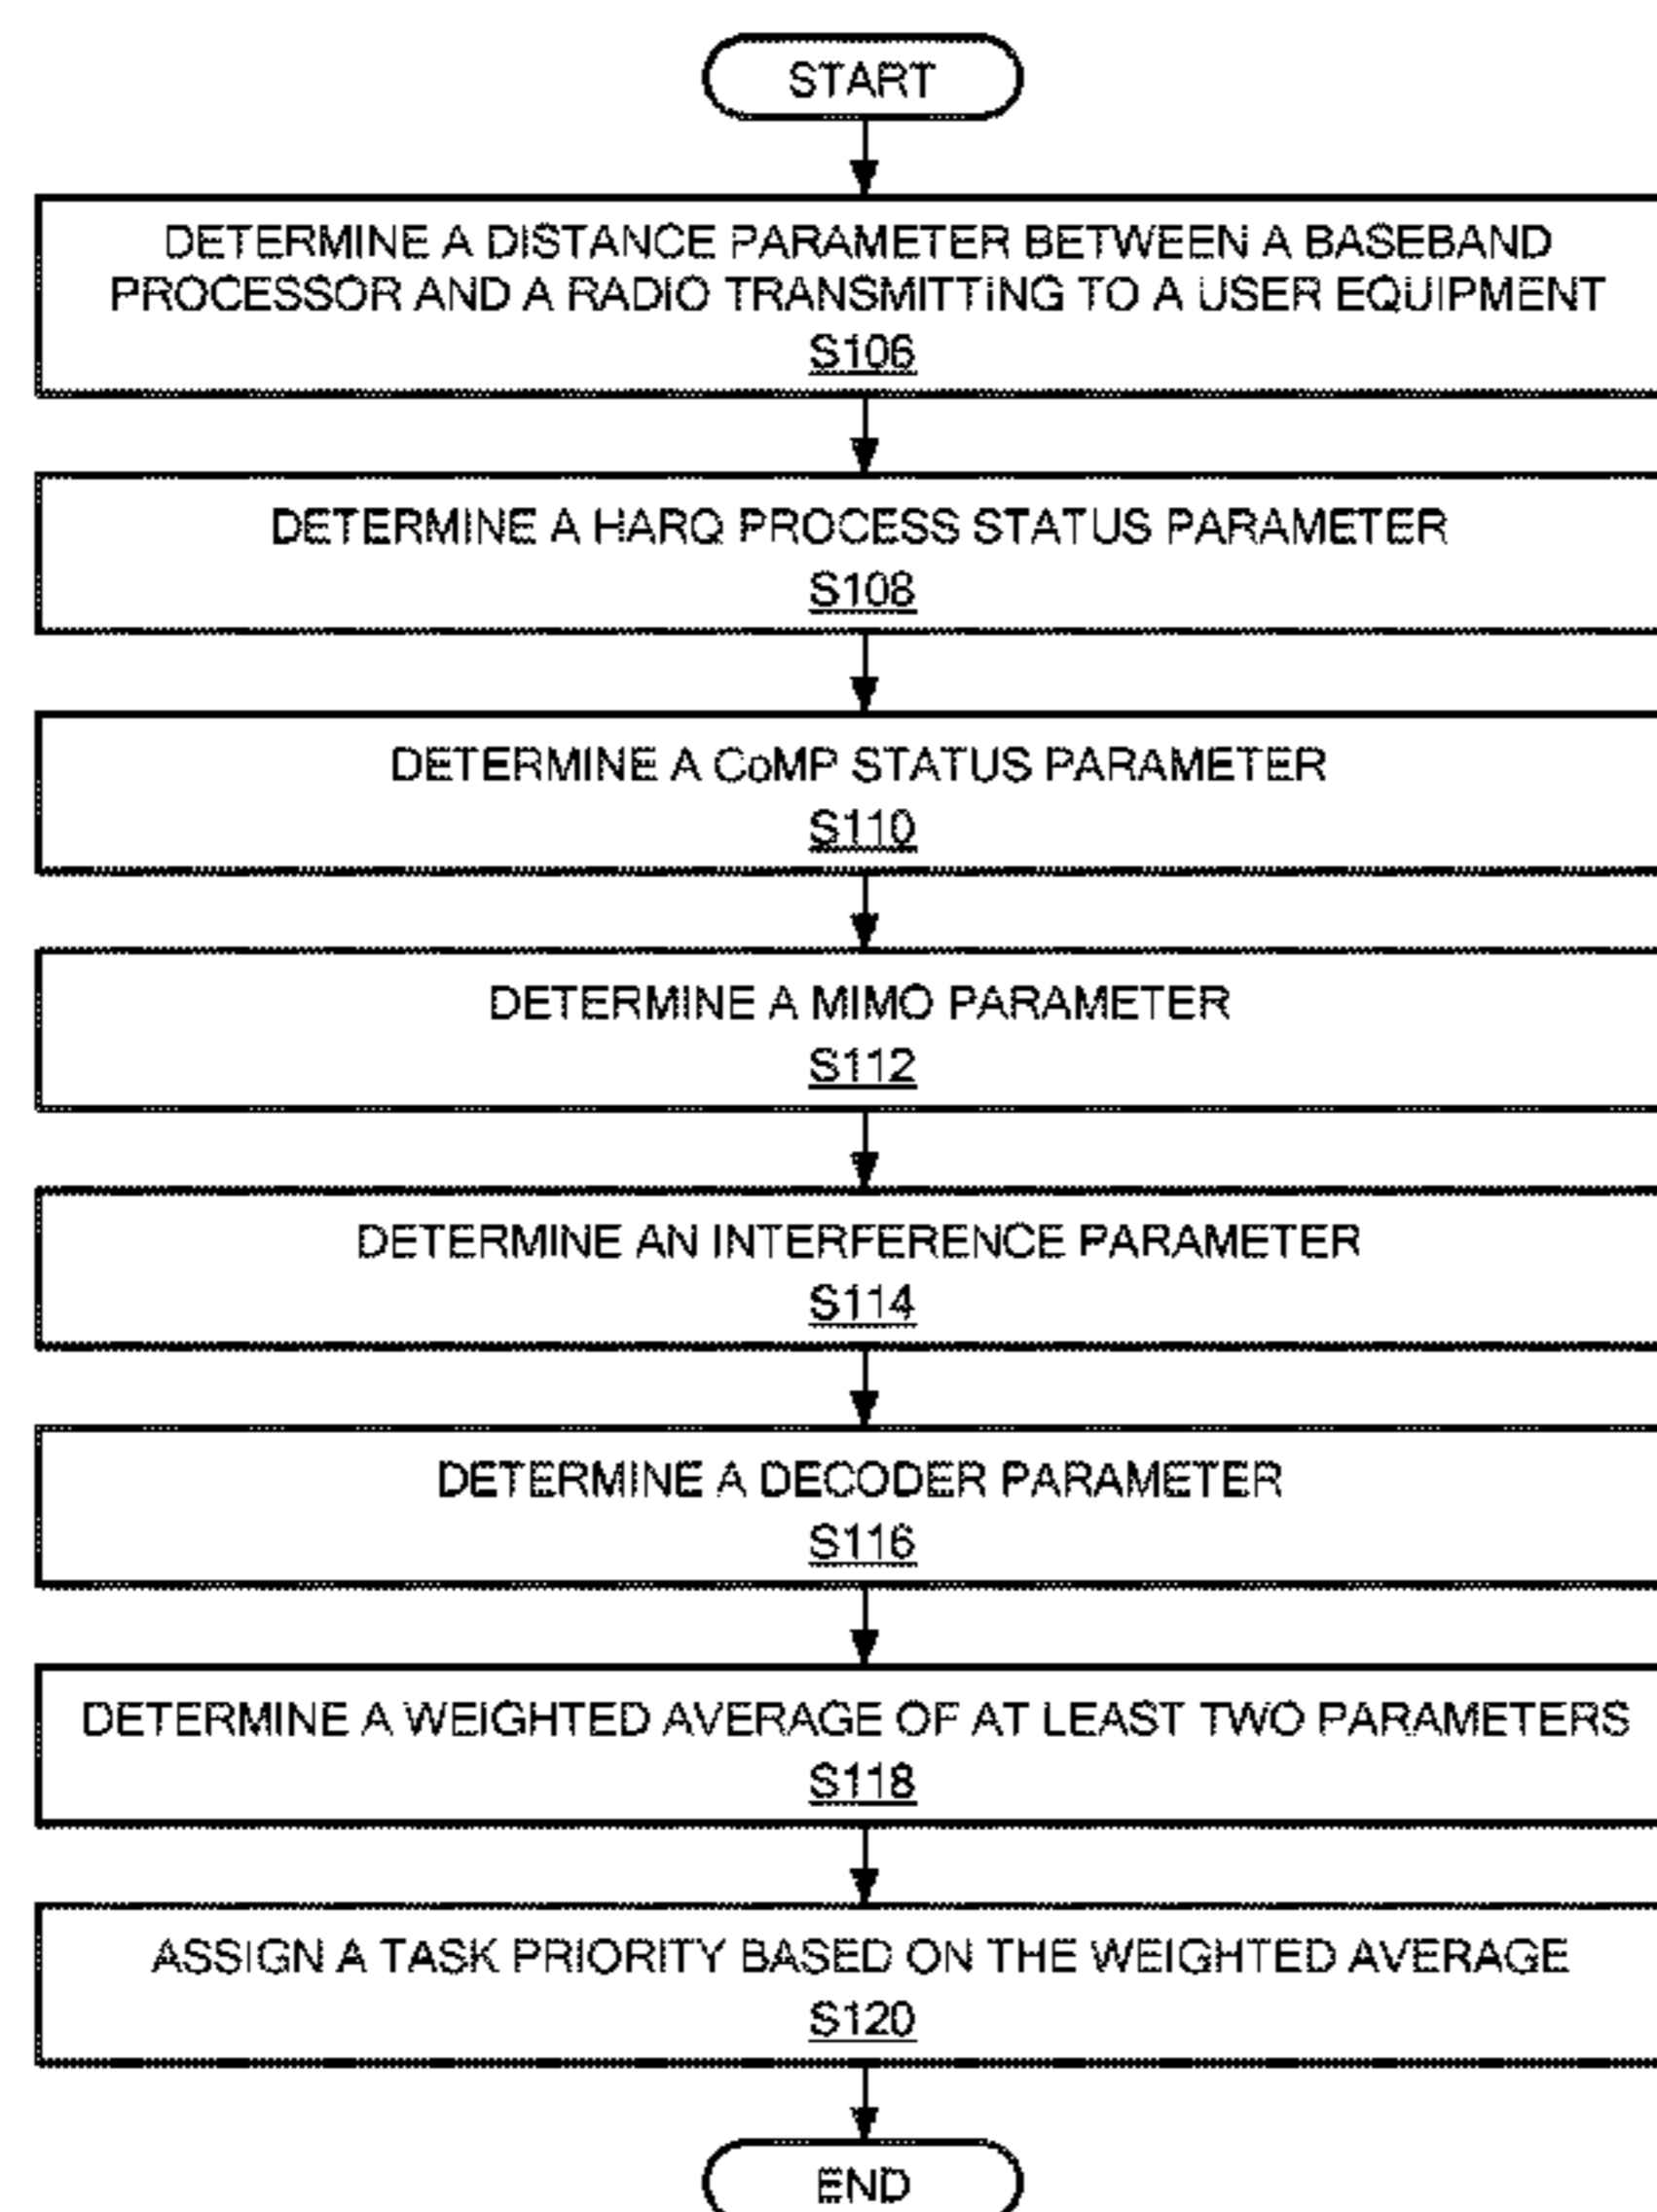 START
DETERMINE A DISTANCE PARAMETER BETWEEN A BASEBAND
PROCESSOR AND A RADIO TRANSMITTING TO A USER EQUIPMENT
S106
DETERMINE A HARQ PROCESS STATUS PARAMETER
S108
DETERMINE A CoMP STATUS PARAMETER
S110
DETERMINE A MIMO PARAMETER
S112
DETERMINE AN INTERFERENCE PARAMETER
S114
DETERMINE A DECODER PARAMETER
S116
DETERMINE A WEIGHTED AVERAGE OF AT LEAST TWO PARAMETERS
S118
ASSIGN A TASK PRIORITY BASED ON THE WEIGHTED AVERAGE
S120
END